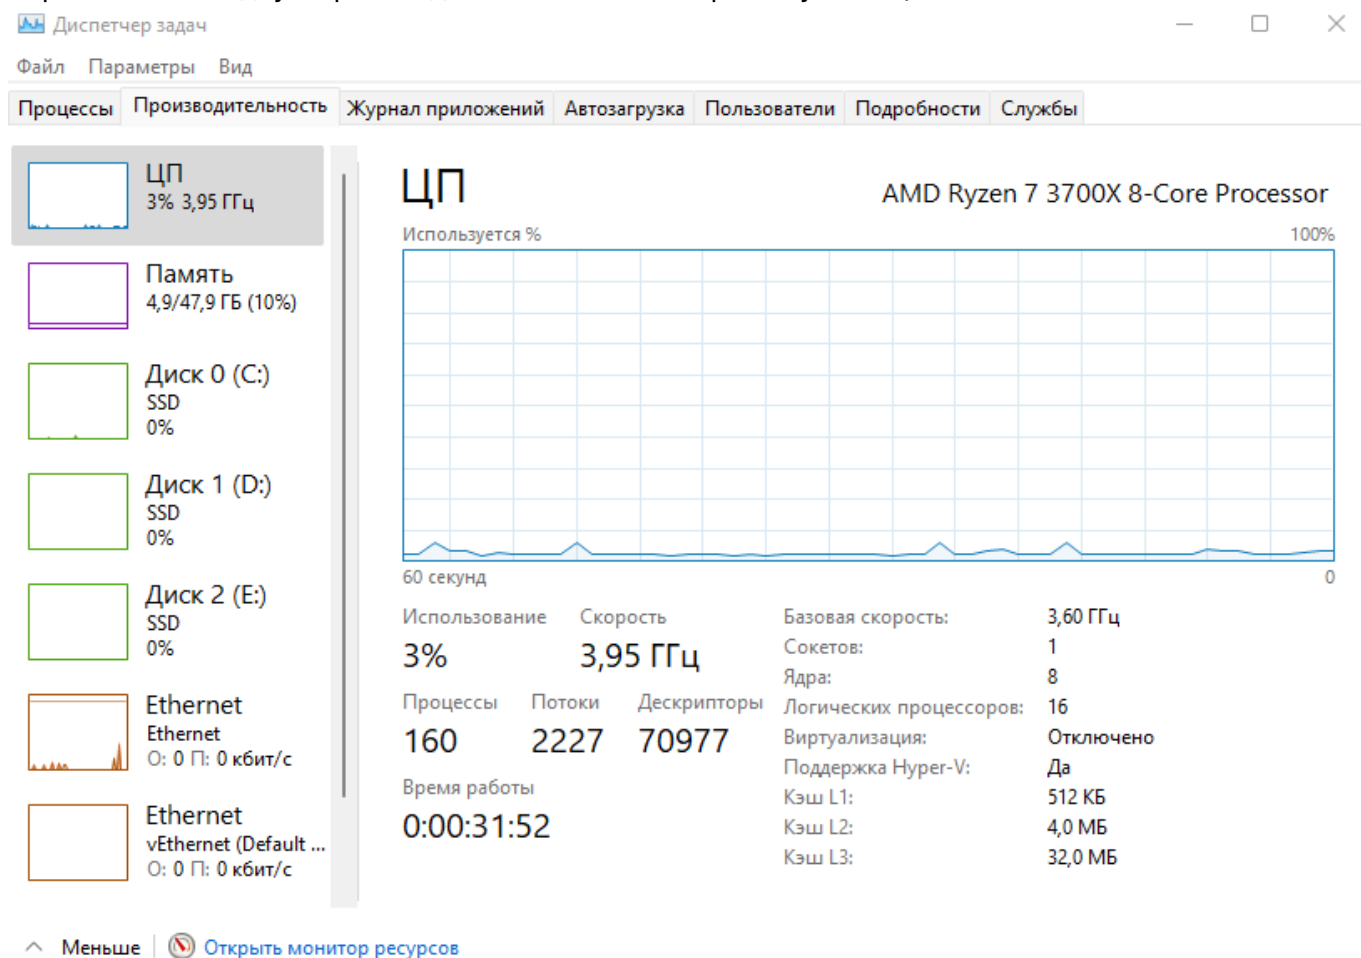 Диспетчер задач
Файл Параметры Вид
Процессы Производительность Журнал приложений Автозагрузка Пользователи Подробности Службы
ЦП
3% 3,95 ГГц
Память
4,9/47,9 ГБ (10%)
Диск 0 (C:)
SSD
0%
Диск 1 (D:)
SSD
0%
Диск 2 (E:)
SSD
0%
Ethernet
Ethernet
О: 0 П: 0 кбит/с
Ethernet
vEthernet (Default ...
О: 0 П: 0 кбит/с
ЦП
AMD Ryzen 7 3700X 8-Core Processor
Используется % 100%
60 секунд 0
Использование Скорость
3% 3,95 ГГц
Процессы Потоки Дескрипторы
160 2227 70977
Время работы
0:00:31:52
Базовая скорость: 3,60 ГГц
Сокетов: 1
Ядра: 8
Логических процессоров: 16
Виртуализация: Отключено
Поддержка Hyper-V: Да
Кэш L1: 512 КБ
Кэш L2: 4,0 МБ
Кэш L3: 32,0 МБ
Меньше Открыть монитор ресурсов